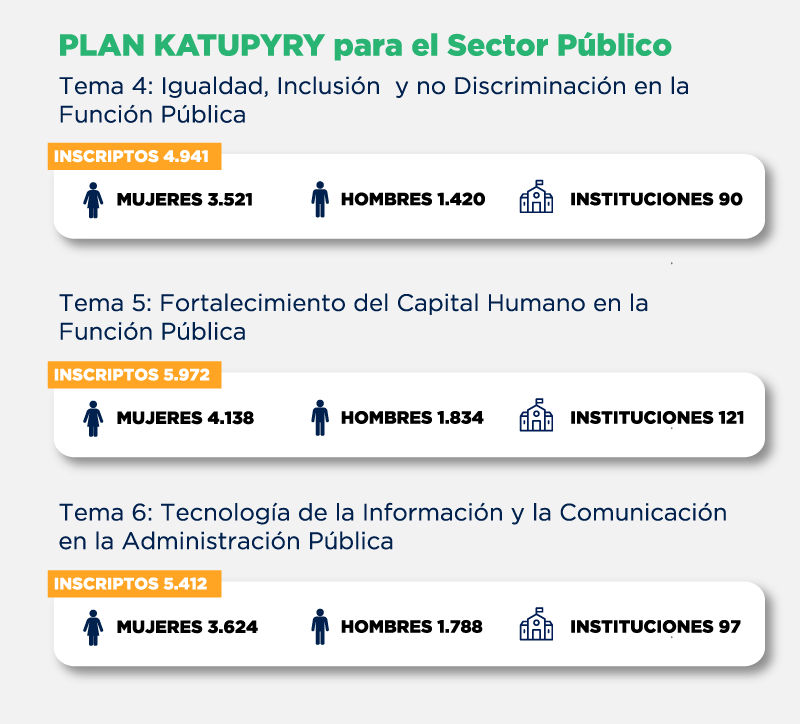 PLAN KATUPYRY para el Sector Público
Tema 4: Igualdad, Inclusión y no Discriminación en la
Función Pública
INSCRIPTOS 4.941
MUJERES 3.521 HOMBRES 1.420 INSTITUCIONES 90
Tema 5: Fortalecimiento del Capital Humano en la
Función Pública
INSCRIPTOS 5.972
MUJERES 4.138 HOMBRES 1.834 INSTITUCIONES 121
Tema 6: Tecnología de la Información y la Comunicación
en la Administración Pública
INSCRIPTOS 5.412
MUJERES 3.624 HOMBRES 1.788 INSTITUCIONES 97